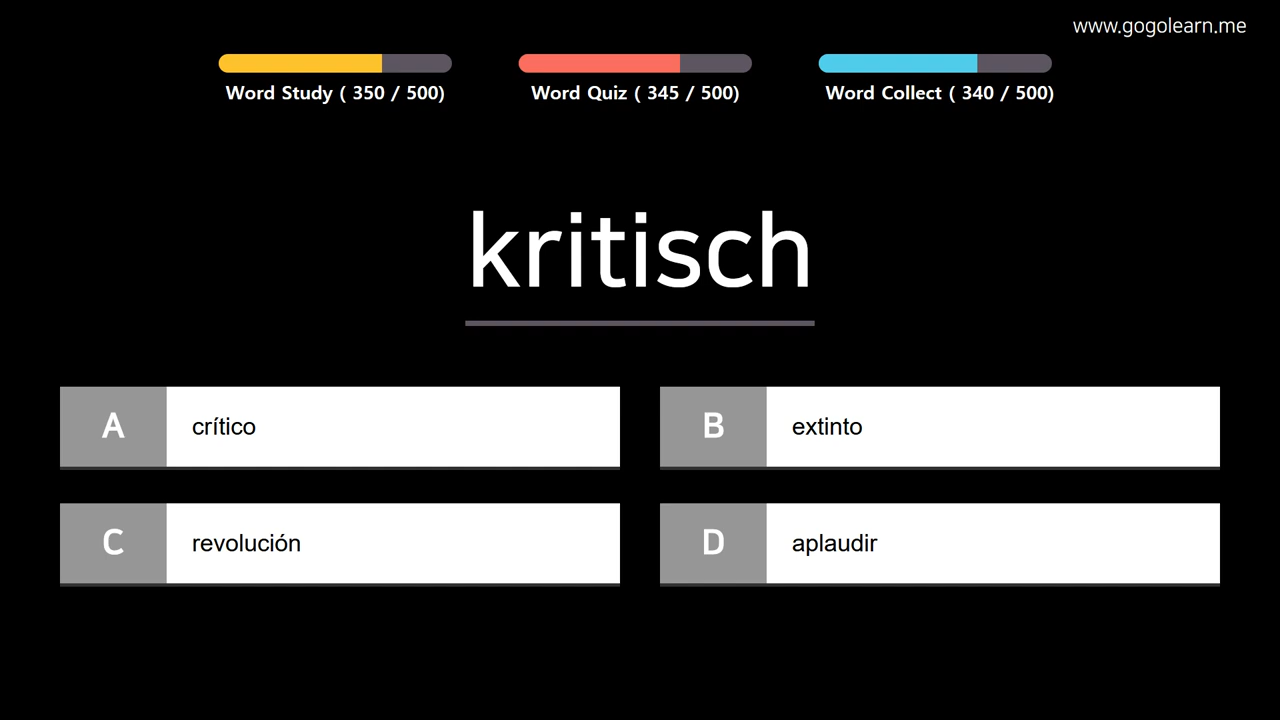 www.gogolearn.me
Word Study ( 350 / 500)
Word Quiz ( 345 / 500)
Word Collect ( 340 / 500)
kritisch
A
crítico
B
extinto
C
revolución
D
aplaudir